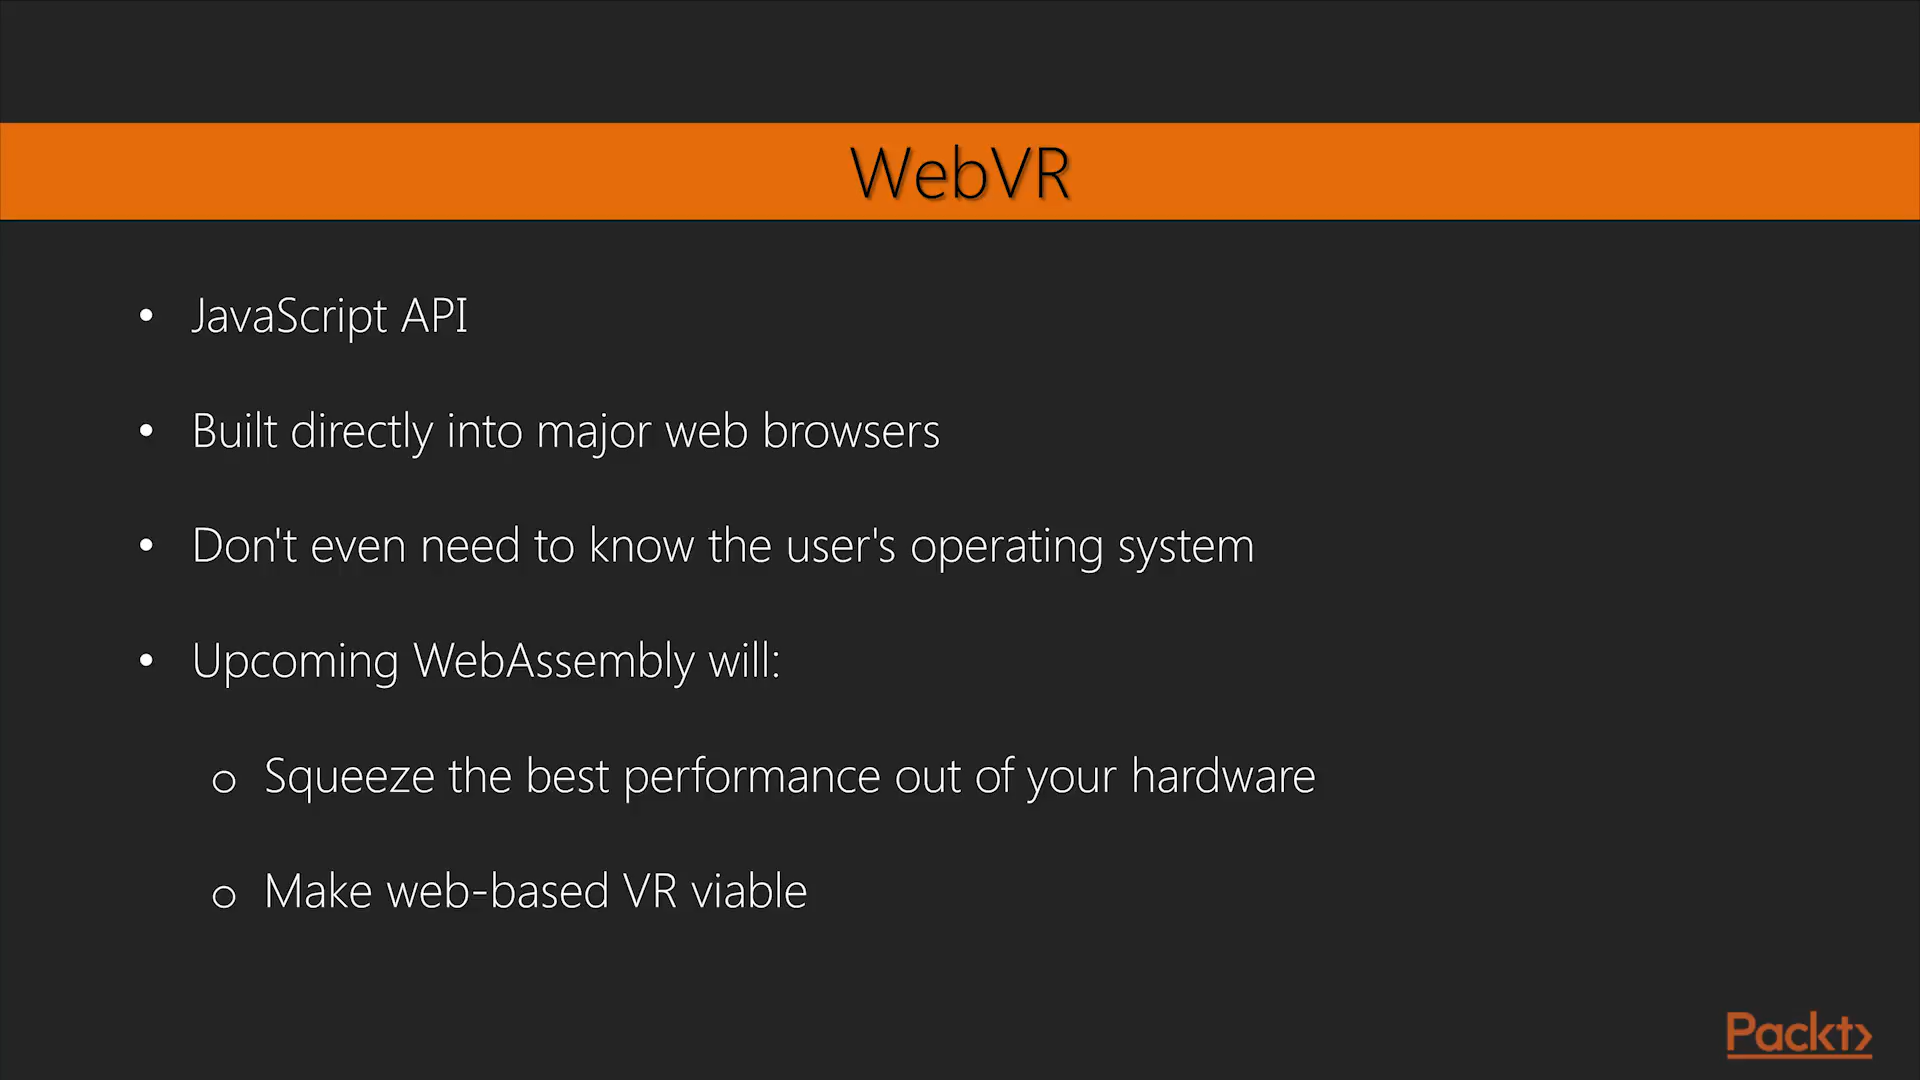 WebVR
• JavaScript API
• Built directly into major web browsers
• Don't even need to know the user's operating system
• Upcoming WebAssembly will:
o Squeeze the best performance out of your hardware
o Make web-based VR viable
Packt>